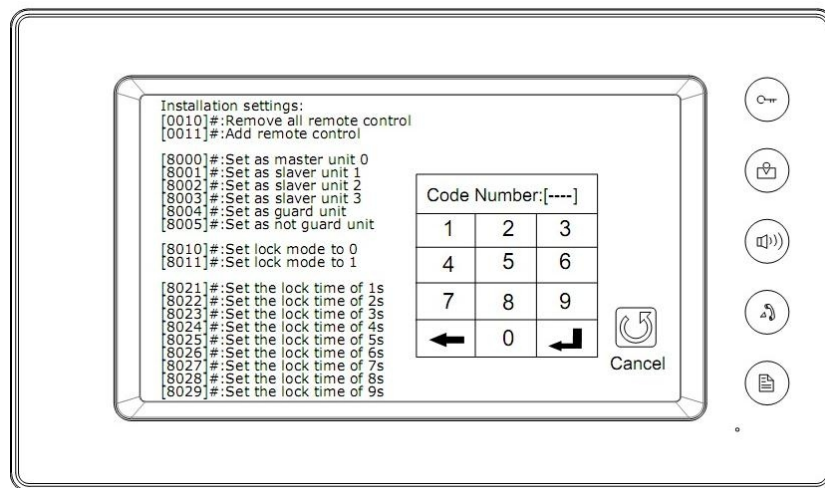 Installation settings:
[0010]#:Remove all remote control
[0011]#:Add remote control
[8000]#:Set as master unit 0
[8001]#:Set as slaver unit 1
[8002]#:Set as slaver unit 2
[8003]#:Set as slaver unit 3
[8004]#:Set as guard unit
[8005]#:Set as not guard unit
[8010]#:Set lock mode to 0
[8011]#:Set lock mode to 1
[8021]#:Set the lock time of 1s
[8022]#:Set the lock time of 2s
[8023]#:Set the lock time of 3s
[8024]#:Set the lock time of 4s
[8025]#:Set the lock time of 5s
[8026]#:Set the lock time of 6s
[8027]#:Set the lock time of 7s
[8028]#:Set the lock time of 8s
[8029]#:Set the lock time of 9s
Code Number:[----]
1 2 3
4 5 6
7 8 9
0
Cancel